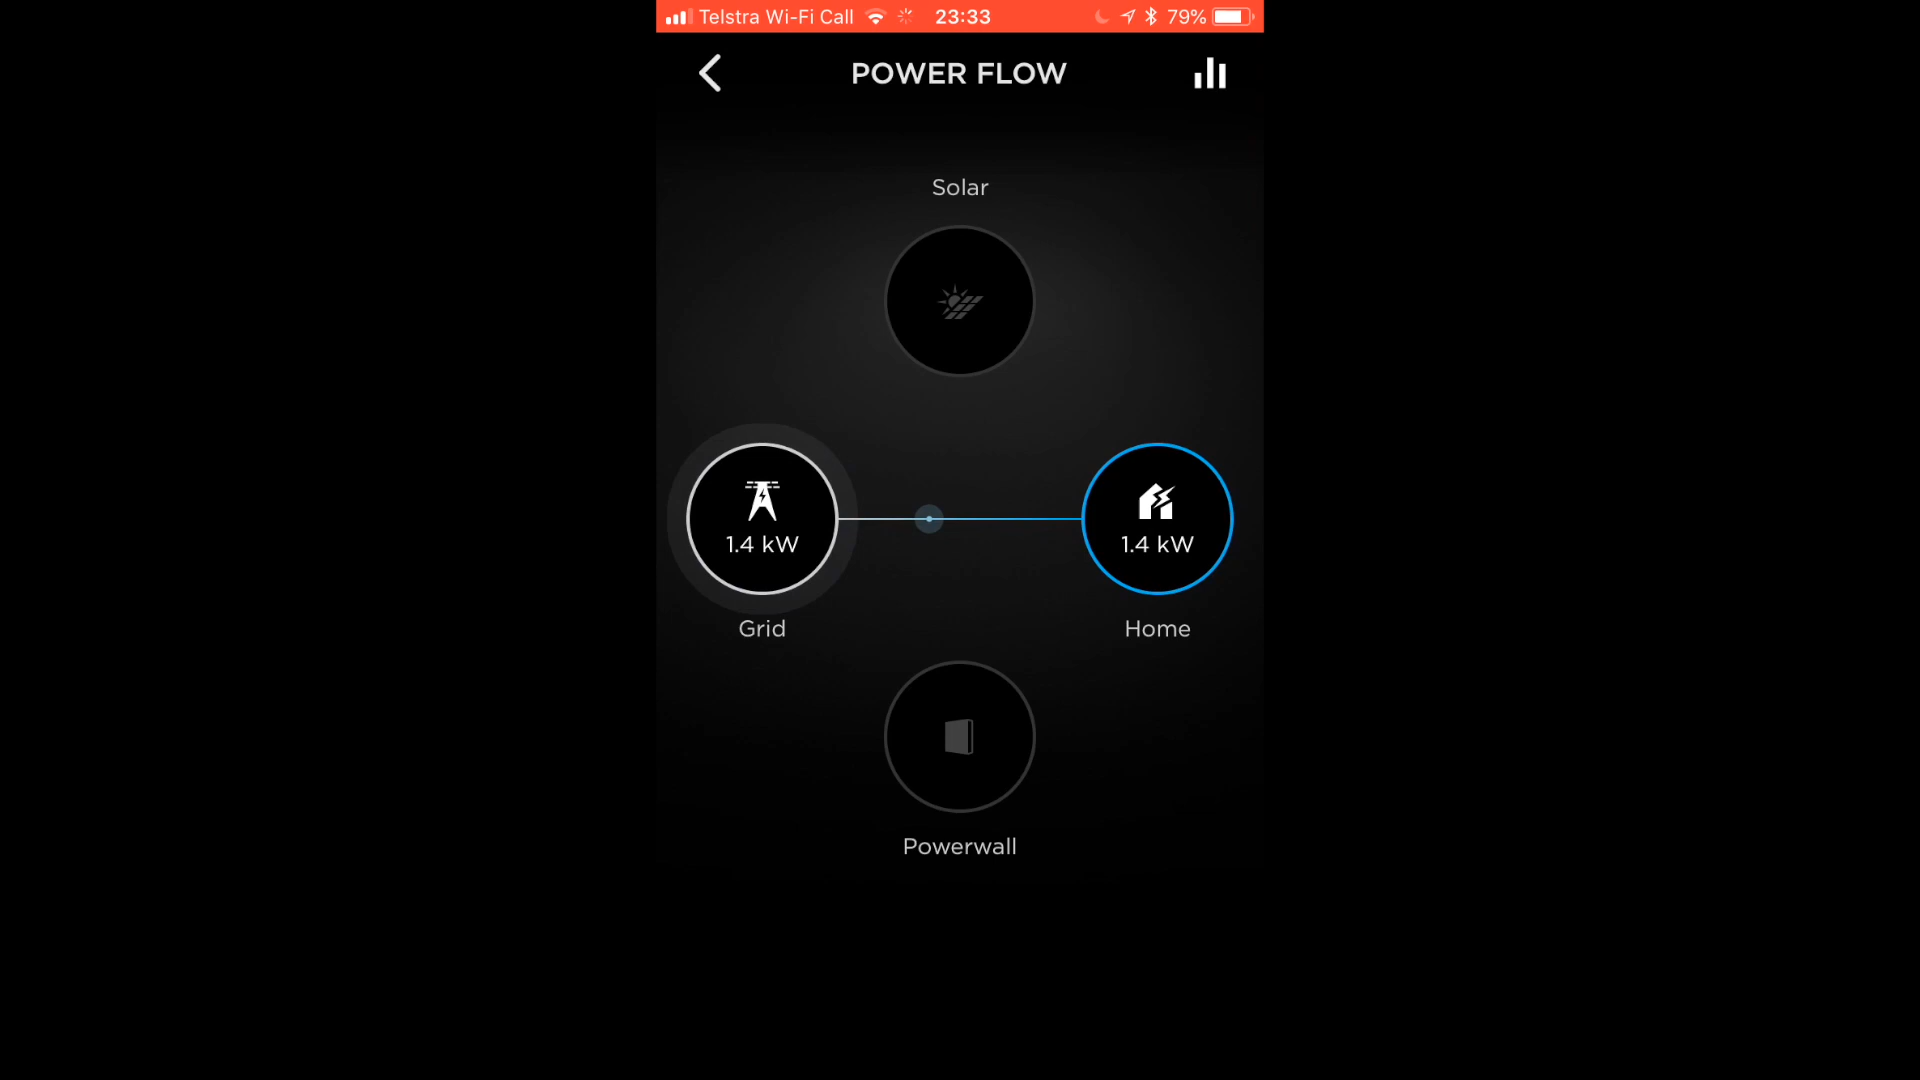 Telstra Wi-Fi Call 23:33 79%
POWER FLOW
Solar
1.4 kW 1.4 kW
Grid Home
Powerwall